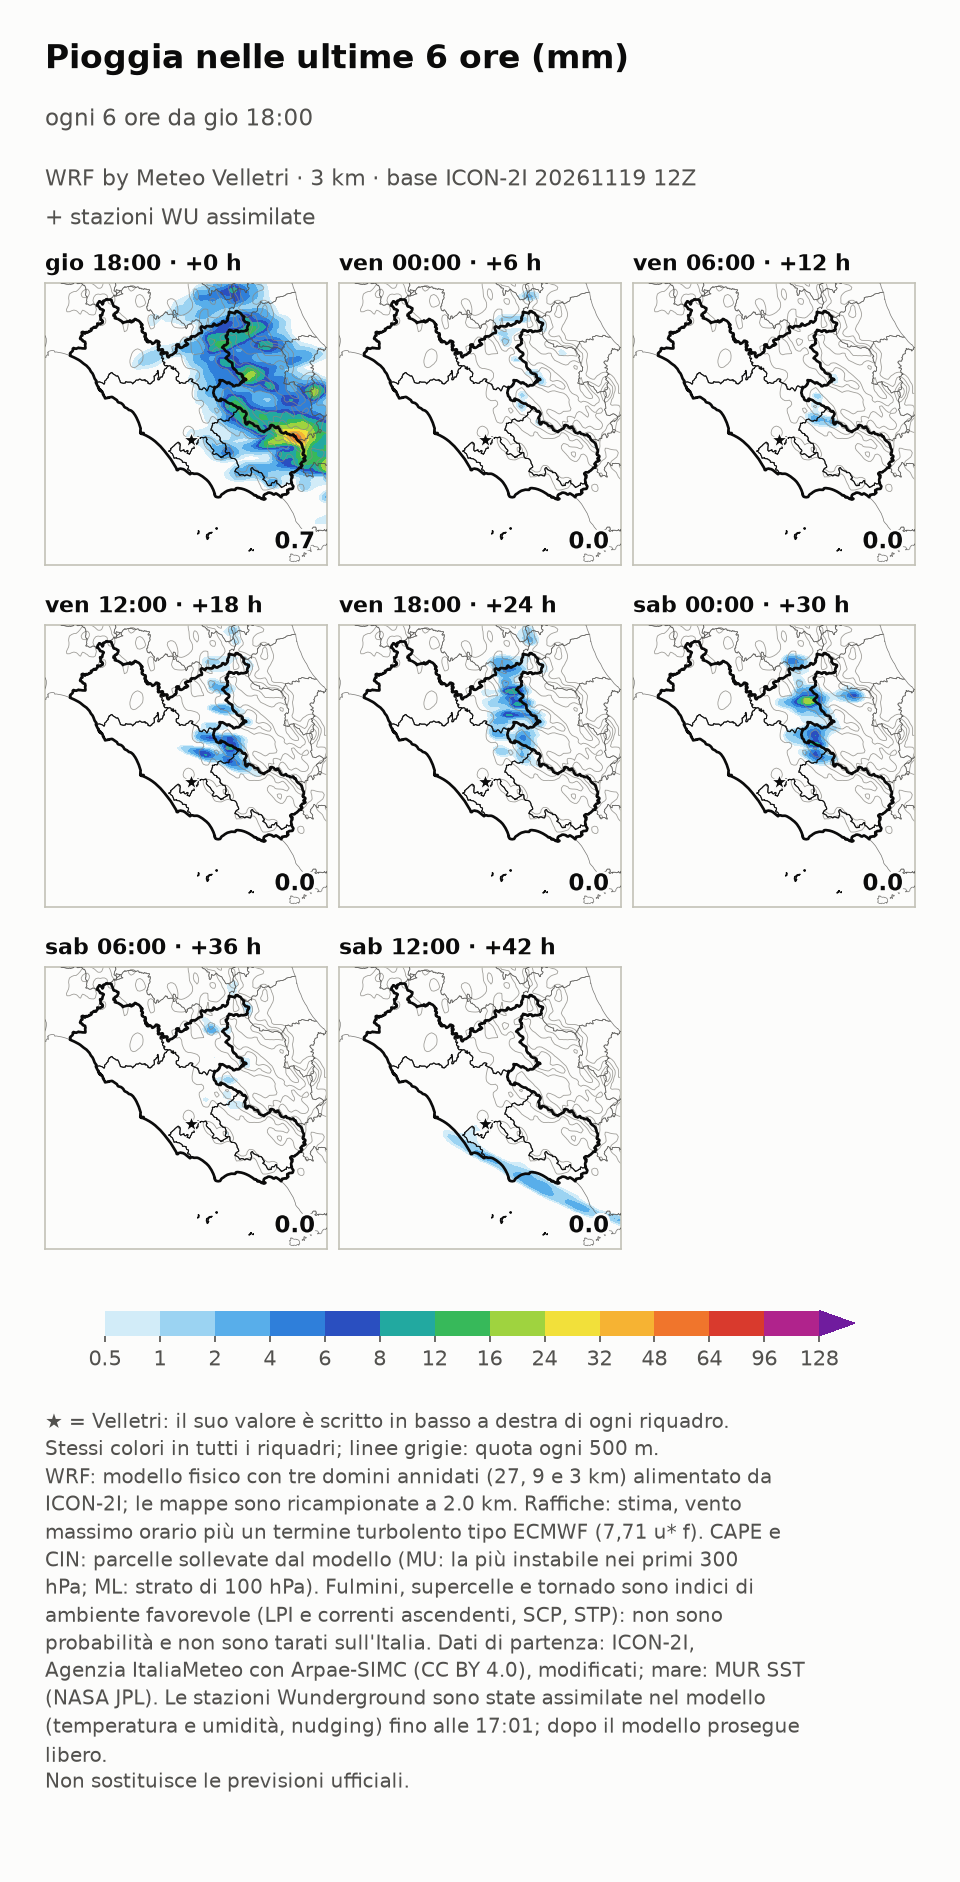 Pioggia nelle ultime 6 ore (mm)
ogni 6 ore da gio 18:00
WRF by Meteo Velletri · 3 km · base ICON-2I 20261119 12Z
+ stazioni WU assimilate
gio 18:00 · +0 h
ven 00:00 · +6 h
ven 06:00 · +12 h
0.7
0.0
0.0
ven 12:00 · +18 h
ven 18:00 · +24 h
sab 00:00 · +30 h
0.0
0.0
0.0
sab 06:00 · +36 h
sab 12:00 · +42 h
0.0
0.0
0.5 1 2 4 6 8 12 16 24 32 48 64 96 128
★ = Velletri: il suo valore è scritto in basso a destra di ogni riquadro.
Stessi colori in tutti i riquadri; linee grigie: quota ogni 500 m.
WRF: modello fisico con tre domini annidati (27, 9 e 3 km) alimentato da
ICON-2I; le mappe sono ricampionate a 2.0 km. Raffiche: stima, vento
massimo orario più un termine turbolento tipo ECMWF (7,71 u* f). CAPE e
CIN: parcelle sollevate dal modello (MU: la più instabile nei primi 300
hPa; ML: strato di 100 hPa). Fulmini, supercelle e tornado sono indici di
ambiente favorevole (LPI e correnti ascendenti, SCP, STP): non sono
probabilità e non sono tarati sull'Italia. Dati di partenza: ICON-2I,
Agenzia ItaliaMeteo con Arpae-SIMC (CC BY 4.0), modificati; mare: MUR SST
(NASA JPL). Le stazioni Wunderground sono state assimilate nel modello
(temperatura e umidità, nudging) fino alle 17:01; dopo il modello prosegue
libero.
Non sostituisce le previsioni ufficiali.